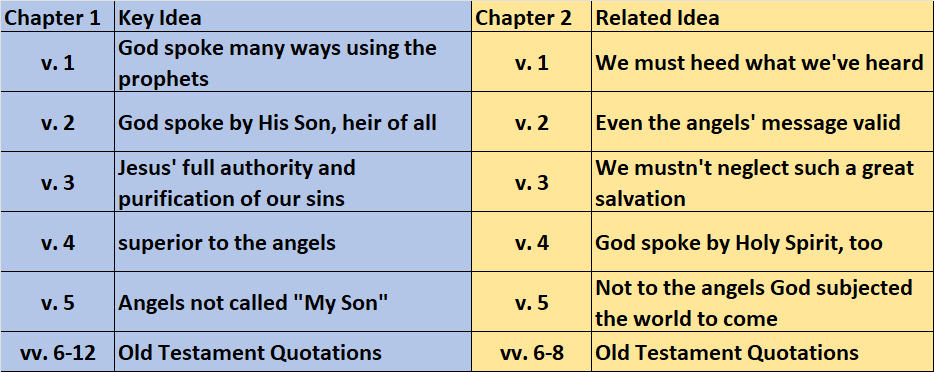 Chapter 1 Key Idea Chapter 2 Related Idea
v. 1 God spoke many ways using the prophets v. 1 We must heed what we've heard
v. 2 God spoke by His Son, heir of all v. 2 Even the angels' message valid
v. 3 Jesus' full authority and purification of our sins v. 3 We mustn't neglect such a great salvation
v. 4 superior to the angels v. 4 God spoke by Holy Spirit, too
v. 5 Angels not called "My Son" v. 5 Not to the angels God subjected the world to come
vv. 6-12 Old Testament Quotations vv. 6-8 Old Testament Quotations